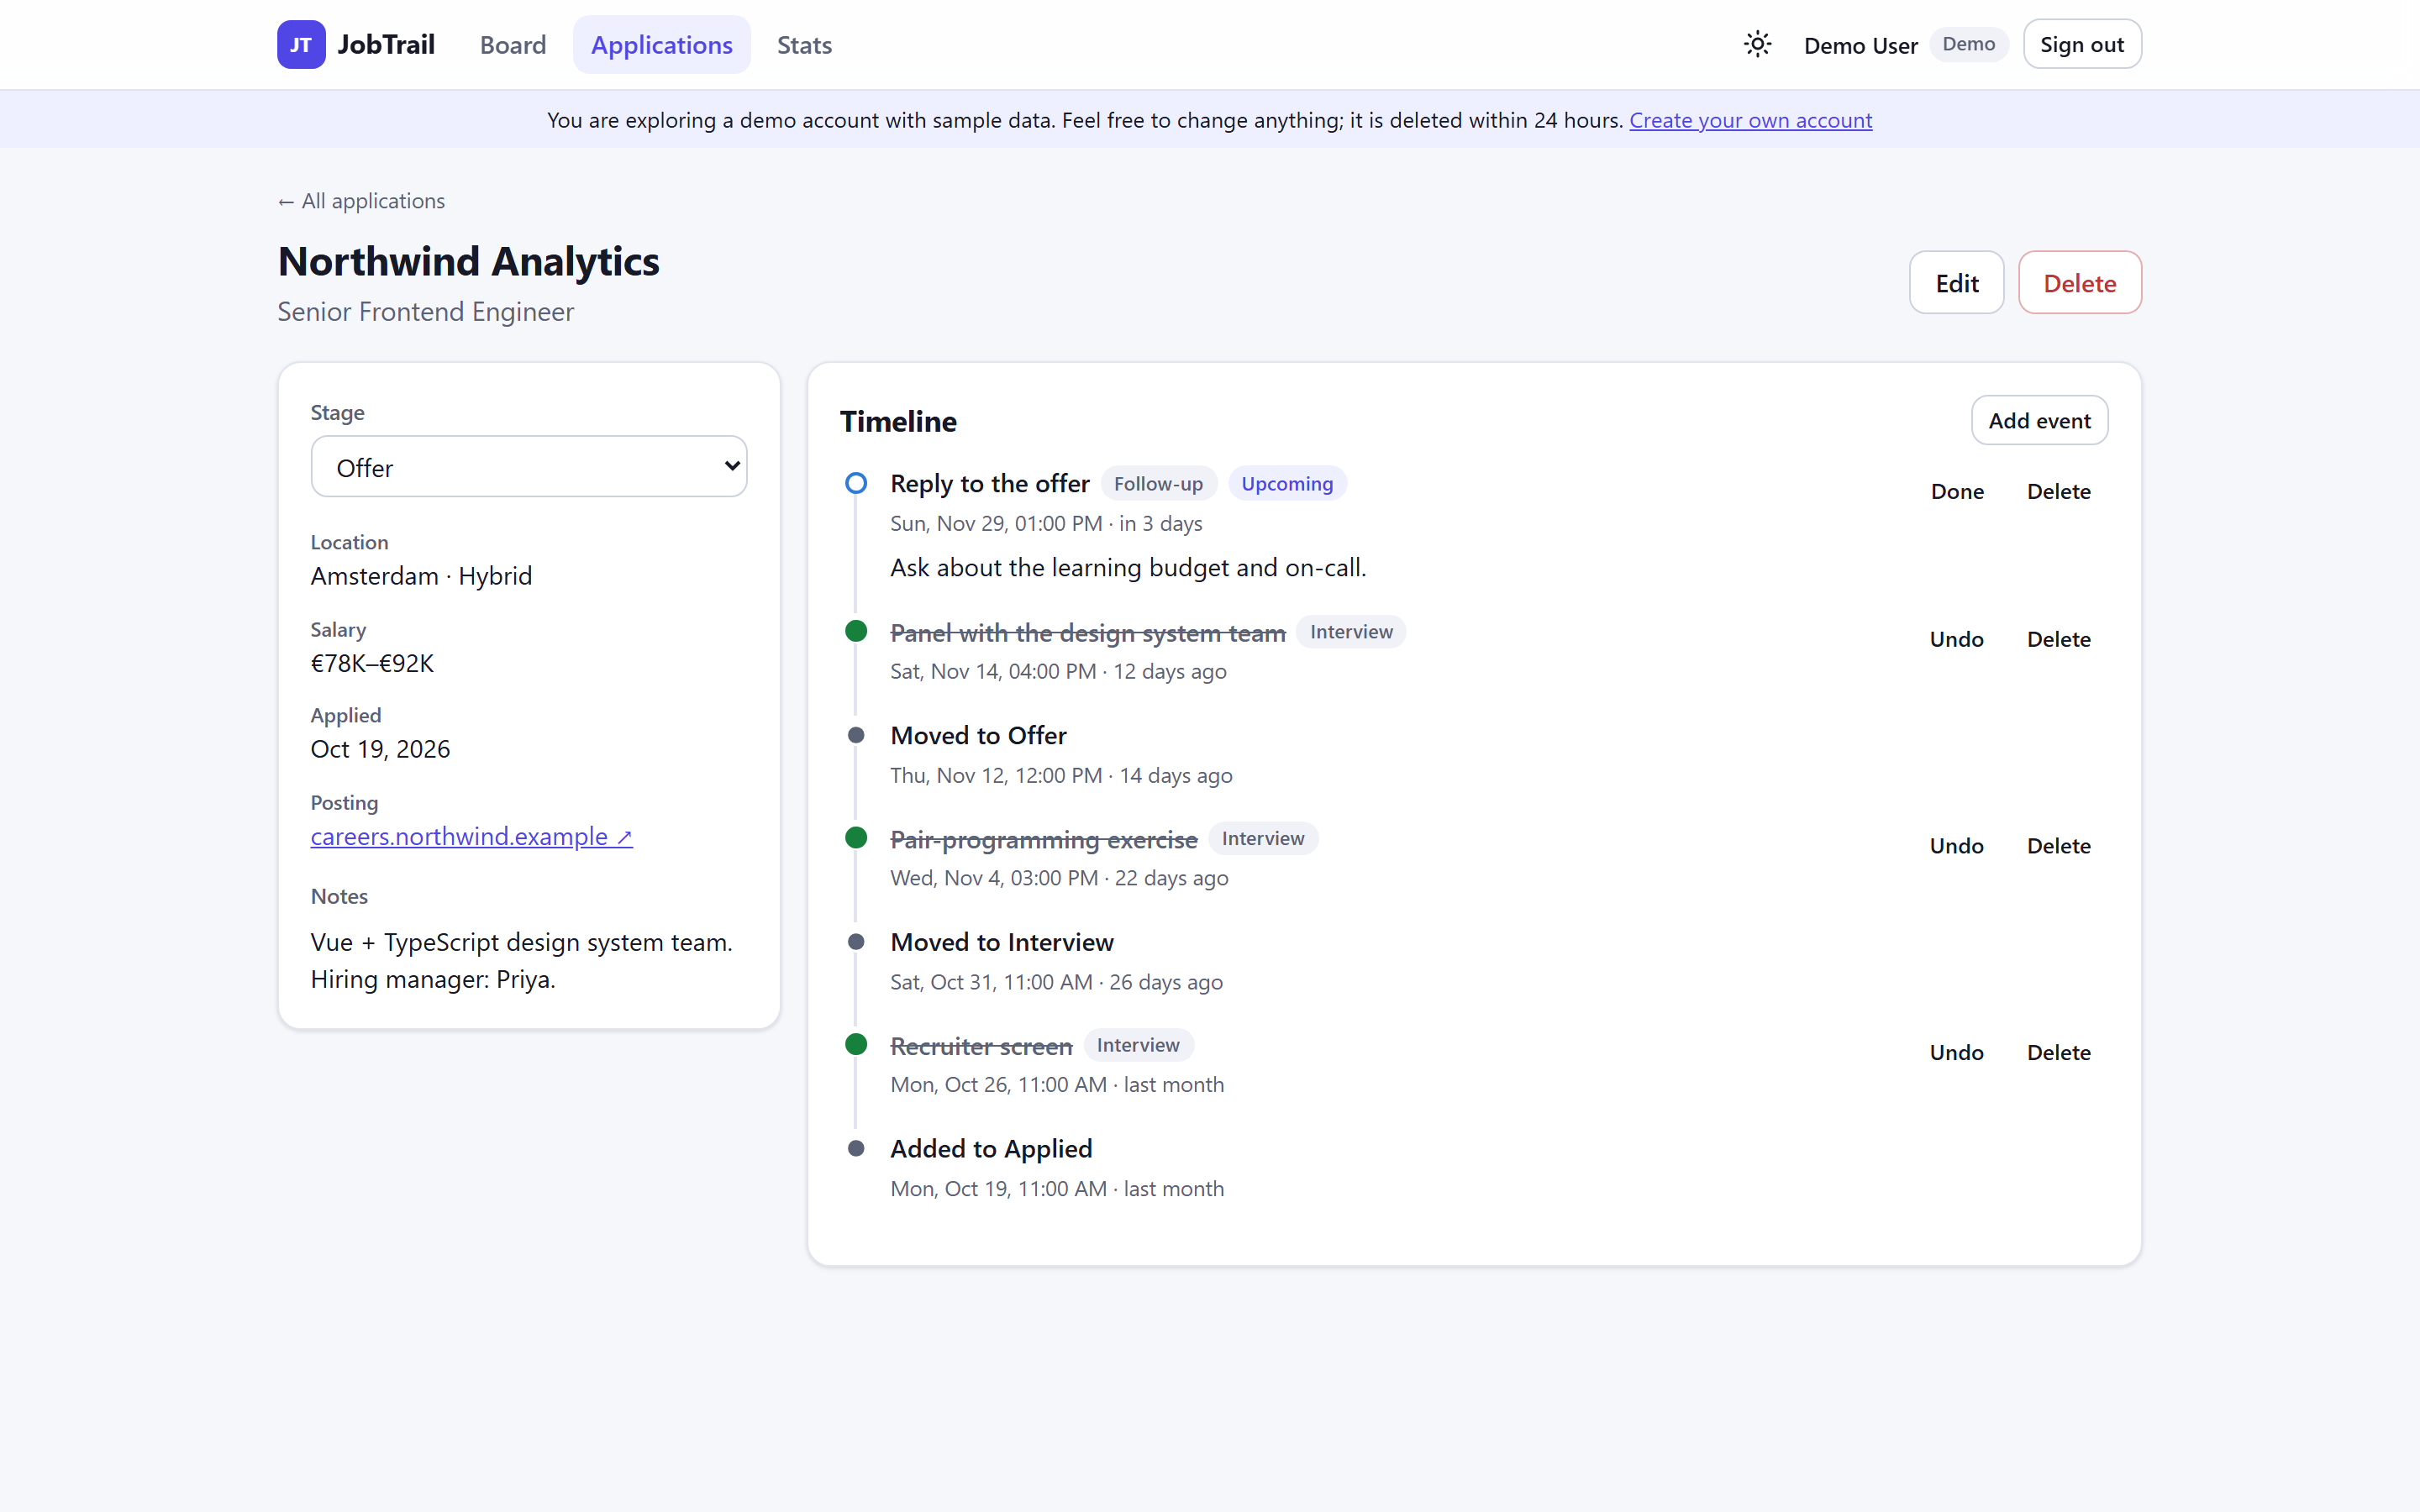 JT JobTrail Board Applications Stats Demo User Demo Sign out
You are exploring a demo account with sample data. Feel free to change anything; it is deleted within 24 hours. Create your own account
← All applications
Northwind Analytics
Senior Frontend Engineer
Edit Delete
Stage
Offer
Location
Amsterdam · Hybrid
Salary
€78K–€92K
Applied
Oct 19, 2026
Posting
careers.northwind.example ↗
Notes
Vue + TypeScript design system team.
Hiring manager: Priya.
Timeline Add event
Reply to the offer Follow-up Upcoming Done Delete
Sun, Nov 29, 01:00 PM · in 3 days
Ask about the learning budget and on-call.
Panel with the design system team Interview Undo Delete
Sat, Nov 14, 04:00 PM · 12 days ago
Moved to Offer
Thu, Nov 12, 12:00 PM · 14 days ago
Pair-programming exercise Interview Undo Delete
Wed, Nov 4, 03:00 PM · 22 days ago
Moved to Interview
Sat, Oct 31, 11:00 AM · 26 days ago
Recruiter screen Interview Undo Delete
Mon, Oct 26, 11:00 AM · last month
Added to Applied
Mon, Oct 19, 11:00 AM · last month